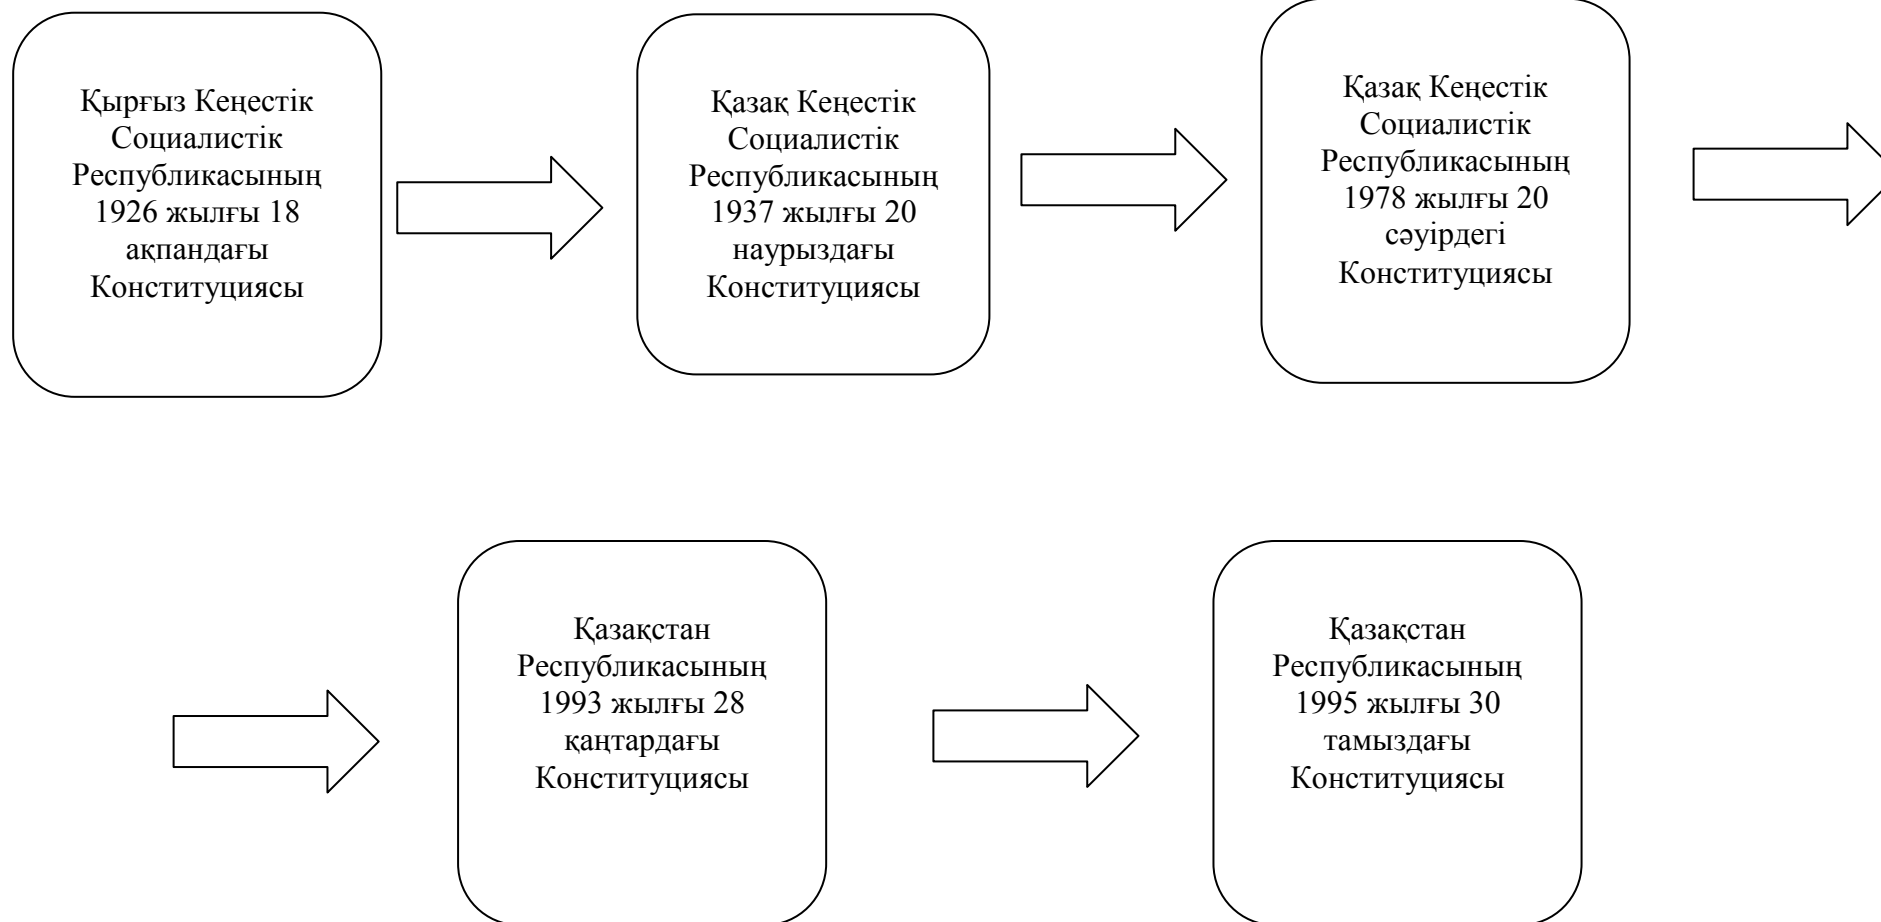 Қырғыз Кеңестік
Социалистік
Республикасының
1926 жылғы 18
ақпандағы
Конституциясы
Қазақ Кеңестік
Социалистік
Республикасының
1937 жылғы 20
наурыздағы
Конституциясы
Қазақ Кеңестік
Социалистік
Республикасының
1978 жылғы 20
сәуірдегі
Конституциясы
Қазақстан
Республикасының
1993 жылғы 28
қаңтардағы
Конституциясы
Қазақстан
Республикасының
1995 жылғы 30
тамыздағы
Конституциясы